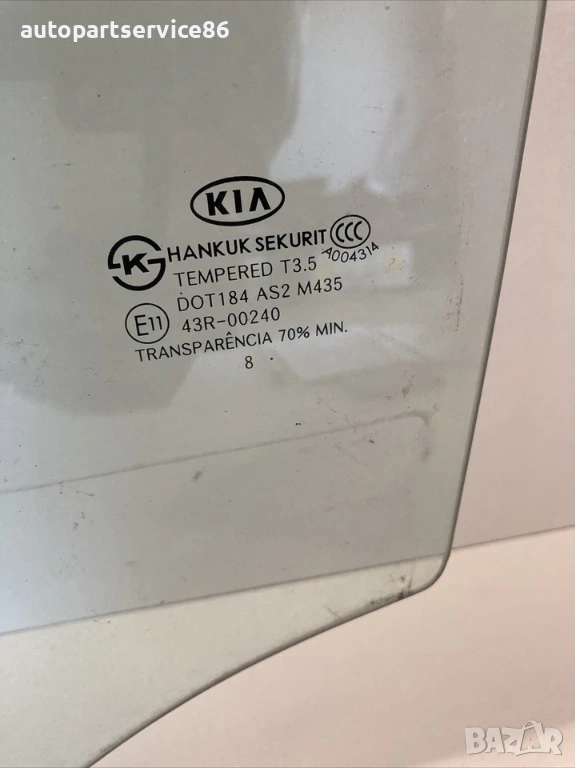 autopartservice86
KIA
HANKUK SEKURIT CCC
K TEMPERED T3.5 A004314
DOT184 AS2 M435
E11 43R-00240
TRANSPARÊNCIA 70% MIN.
8 .
BAZAR